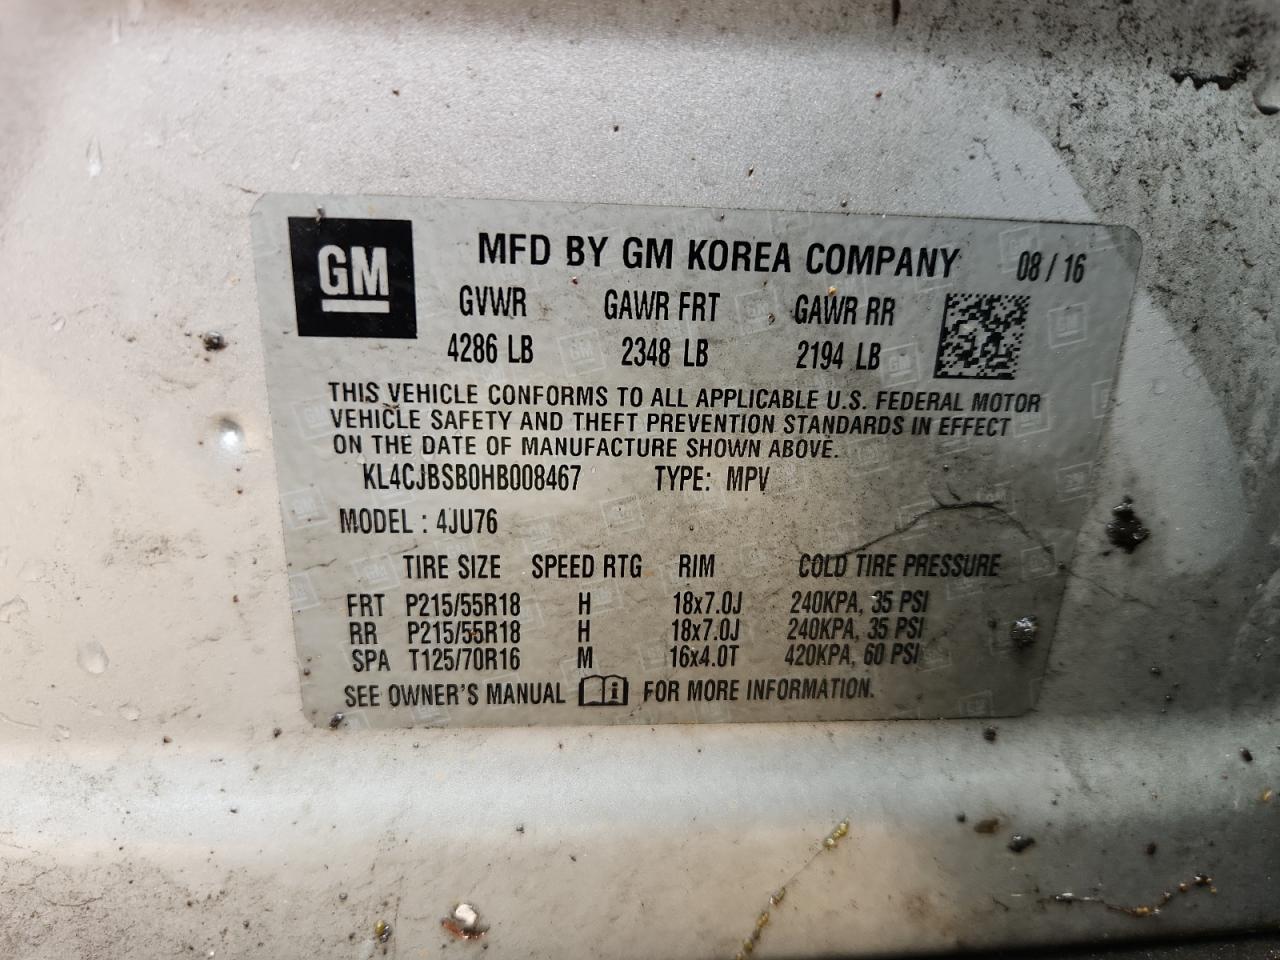 GM
MFD BY GM KOREA COMPANY 08 / 16
GVWR GAWR FRT GAWR RR
4286 LB 2348 LB 2194 LB
THIS VEHICLE CONFORMS TO ALL APPLICABLE U.S. FEDERAL MOTOR
VEHICLE SAFETY AND THEFT PREVENTION STANDARDS IN EFFECT
ON THE DATE OF MANUFACTURE SHOWN ABOVE.
KL4CJBSB0HB008467 TYPE: MPV
MODEL : 4JU76
TIRE SIZE SPEED RTG RIM COLD TIRE PRESSURE
FRT P215/55R18 H 18x7.0J 240KPA, 35 PSI
RR P215/55R18 H 18x7.0J 240KPA, 35 PSI
SPA T125/70R16 M 16x4.0T 420KPA, 60 PSI
SEE OWNER'S MANUAL i FOR MORE INFORMATION.